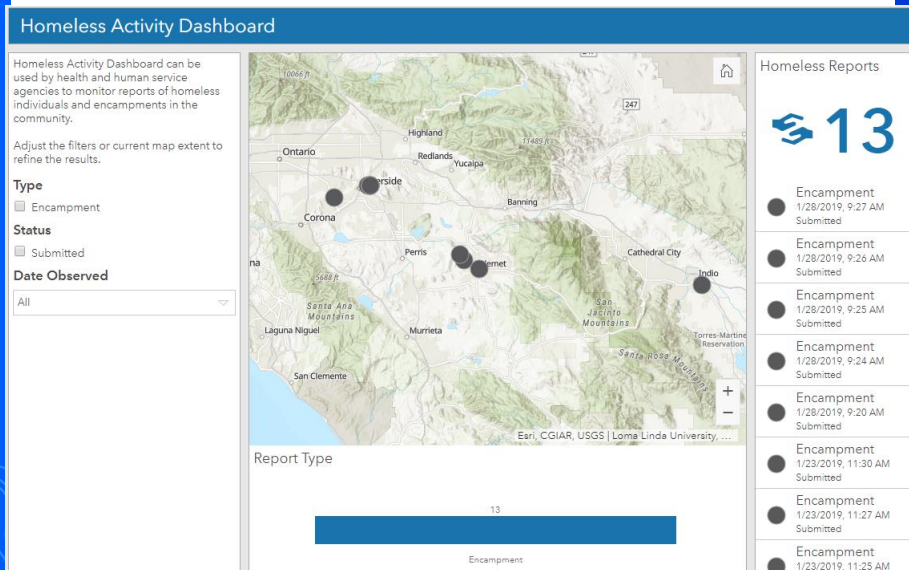 Homeless Activity Dashboard
Homeless Activity Dashboard can be
used by health and human service
agencies to monitor reports of homeless
individuals and encampments in the
community.
Adjust the filters or current map extent to
refine the results.
Type
Encampment
Status
Submitted
Date Observed
All
10066 ft
247
Highland
11489 ft
Ontario
Redlands
Yucaipa
erside
Banning
Corona
Perris
Cathedral City
na
emet
5688 ft
Indio
Santa Ana
Mountains
San
Jacinto
Mountains
Laguna Niguel
Murrieta
Torres-Martine
Reservation
Santa Rosa
San Clemente
+
−
Esri, CGIAR, USGS | Loma Linda University, ...
Report Type
13
Encampment
Homeless Reports
13
Encampment
1/28/2019, 9:27 AM
Submitted
Encampment
1/28/2019, 9:26 AM
Submitted
Encampment
1/28/2019, 9:25 AM
Submitted
Encampment
1/28/2019, 9:24 AM
Submitted
Encampment
1/28/2019, 9:20 AM
Submitted
Encampment
1/23/2019, 11:30 AM
Submitted
Encampment
1/23/2019, 11:27 AM
Submitted
Encampment
1/23/2019, 11:25 AM